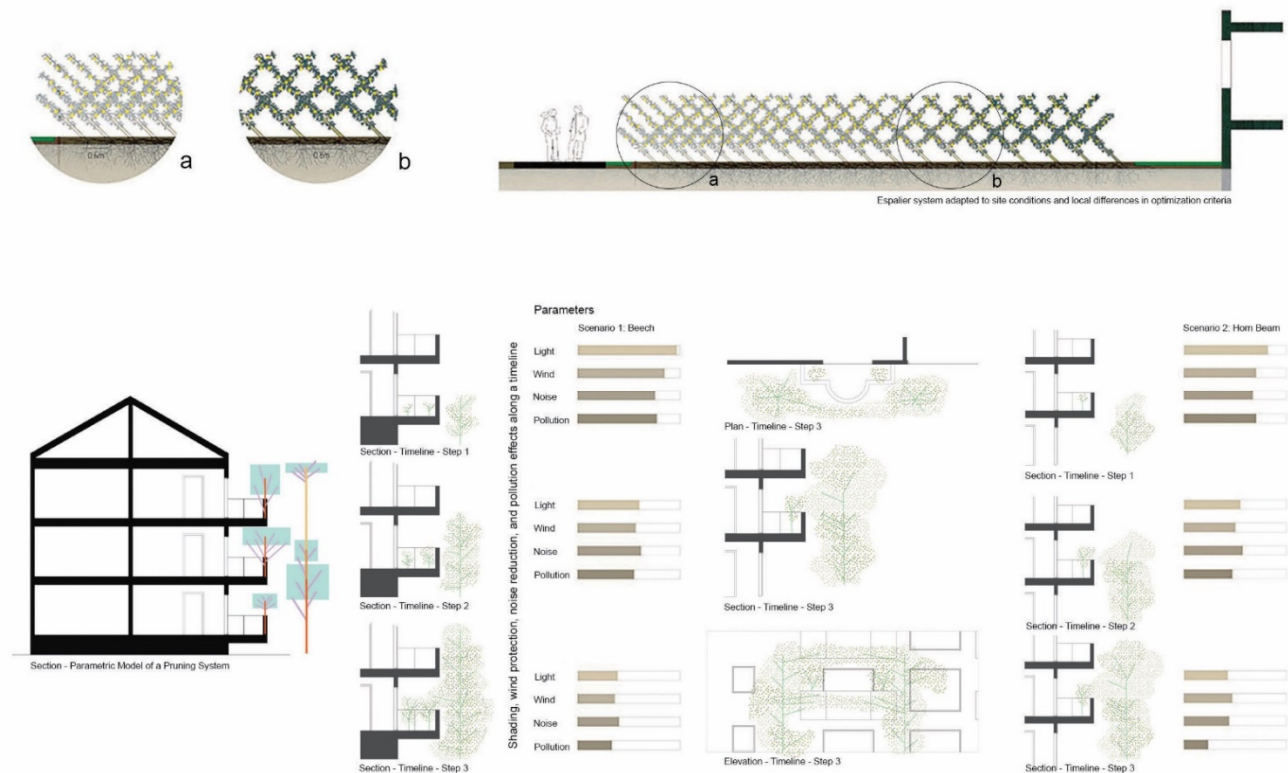 0.6m
a
0.6m
b
a
b
Espalier system adapted to site conditions and local differences in optimization criteria
Section - Parametric Model of a Pruning System
Section - Timeline - Step 1
Section - Timeline - Step 2
Section - Timeline - Step 3
Shading, wind protection, noise reduction, and pollution effects along a timeline
Parameters
Scenario 1: Beech
Light
Wind
Noise
Pollution
Light
Wind
Noise
Pollution
Light
Wind
Noise
Pollution
Plan - Timeline - Step 3
Section - Timeline - Step 3
Elevation - Timeline - Step 3
Section - Timeline - Step 1
Section - Timeline - Step 2
Section - Timeline - Step 3
Scenario 2: Horn Beam